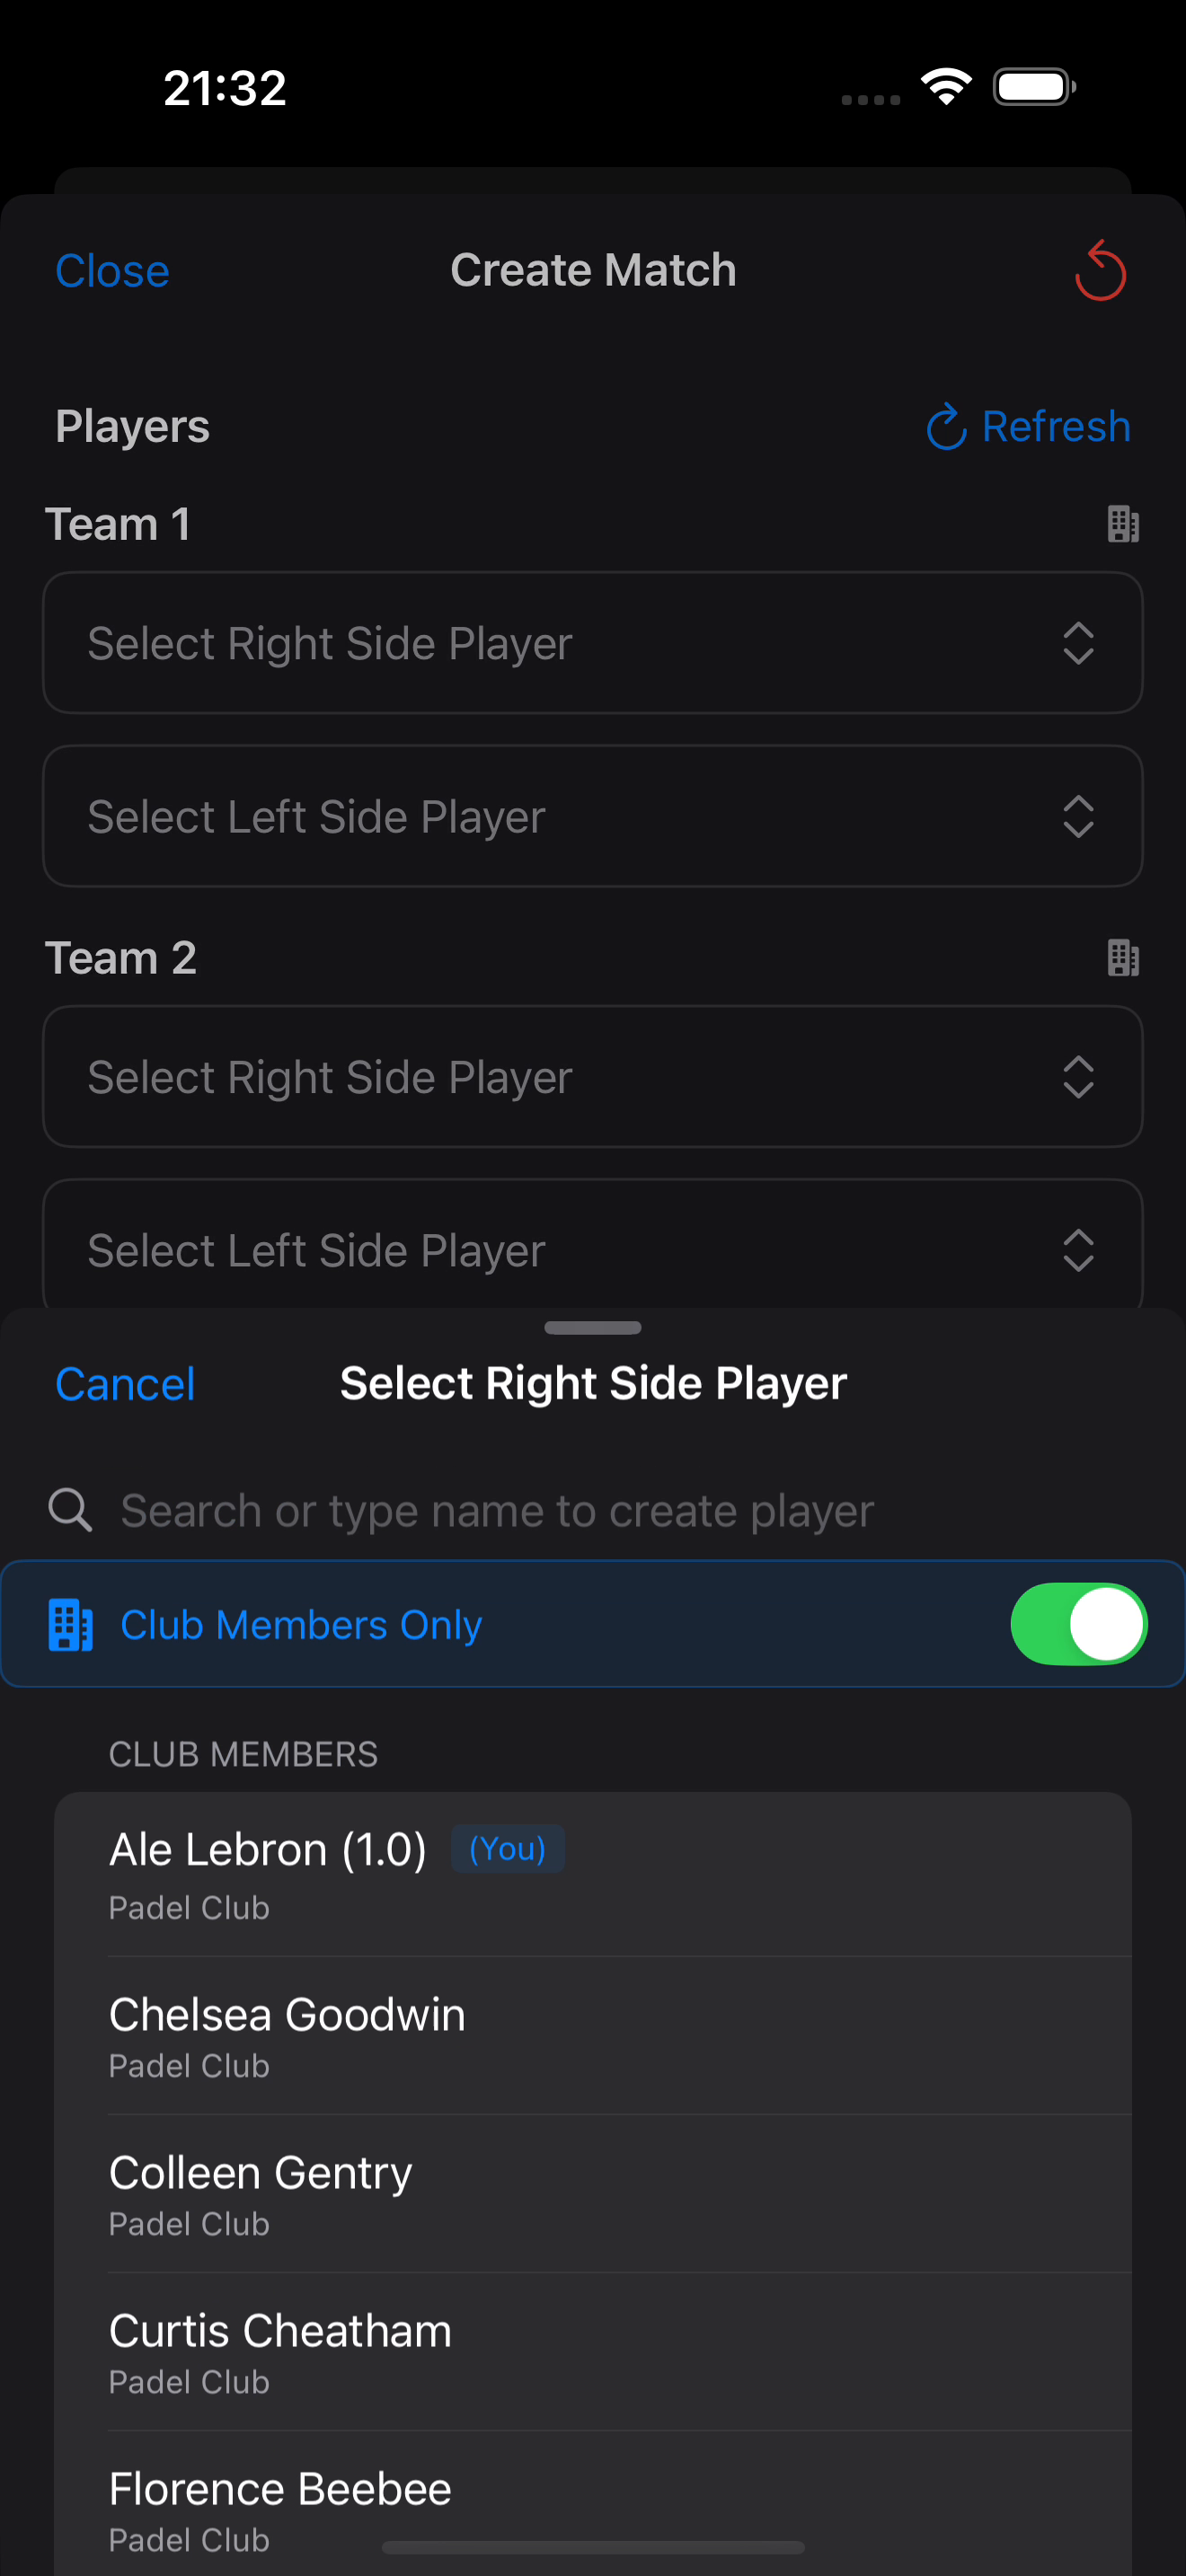 21:32
Close
Create Match
Players
Refresh
Team 1
Select Right Side Player
Select Left Side Player
Team 2
Select Right Side Player
Select Left Side Player
Cancel
Select Right Side Player
Search or type name to create player
Club Members Only
CLUB MEMBERS
Ale Lebron (1.0) (You)
Padel Club
Chelsea Goodwin
Padel Club
Colleen Gentry
Padel Club
Curtis Cheatham
Padel Club
Florence Beebee
Padel Club